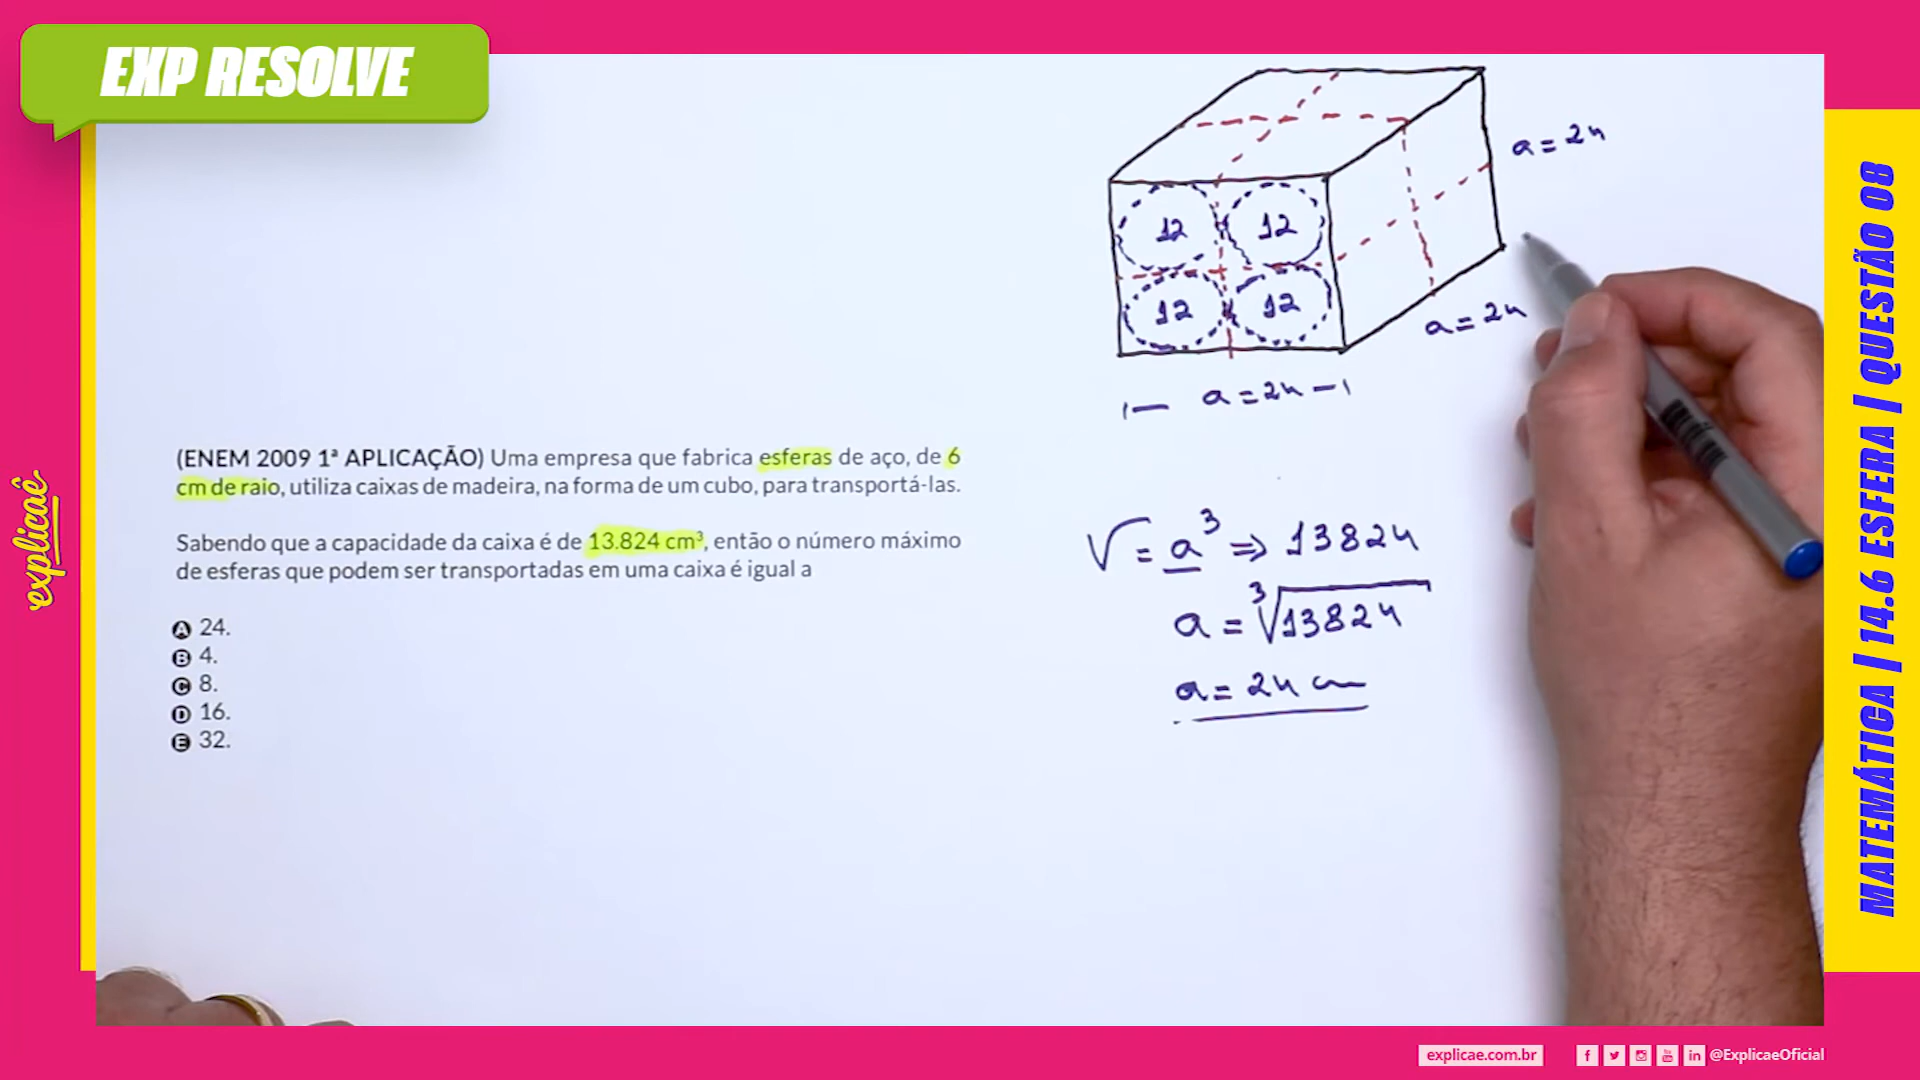 EXP RESOLVE
a = 24
12 12
12 12
a = 24
a = 24
(ENEM 2009 1ª APLICAÇÃO) Uma empresa que fabrica esferas de aço, de 6
cm de raio, utiliza caixas de madeira, na forma de um cubo, para transportá-las.
Sabendo que a capacidade da caixa é de 13.824 cm³, então o número máximo
de esferas que podem ser transportadas em uma caixa é igual a
A 24.
B 4.
C 8.
D 16.
E 32.
V = a³ ⇒ 13824
a = ∛13824
a = 24 cm
explicaê
MATEMÁTICA | 14.6 ESFERA | QUESTÃO 08
explicae.com.br
@ExplicaeOficial